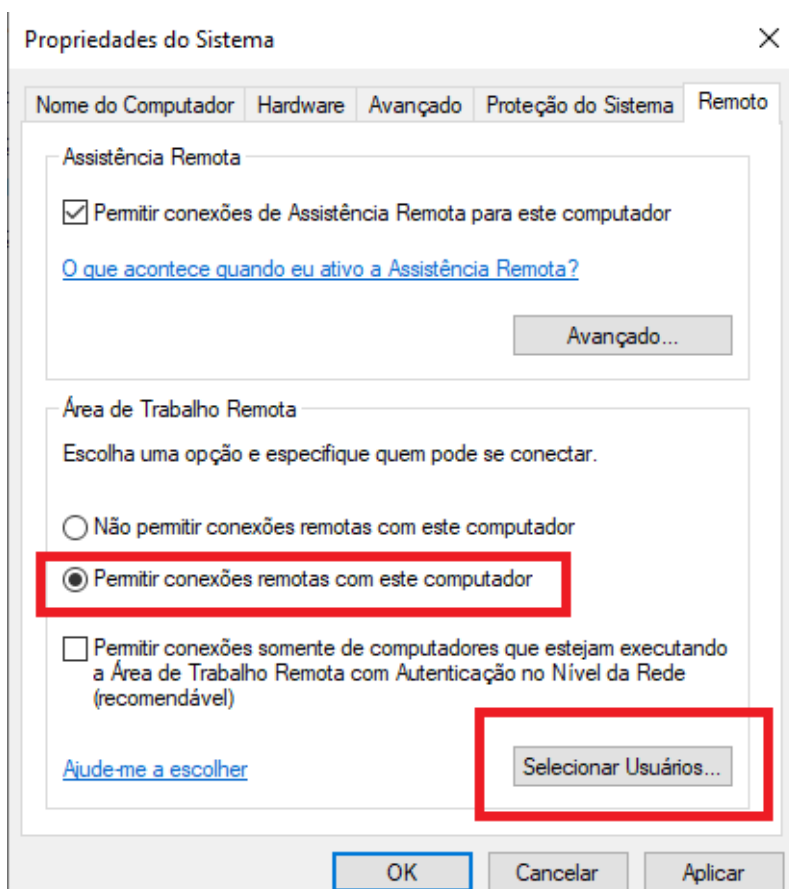 Propriedades do Sistema
Nome do Computador Hardware Avançado Proteção do Sistema Remoto
Assistência Remota
Permitir conexões de Assistência Remota para este computador
O que acontece quando eu ativo a Assistência Remota?
Avançado...
Área de Trabalho Remota
Escolha uma opção e especifique quem pode se conectar.
Não permitir conexões remotas com este computador
Permitir conexões remotas com este computador
Permitir conexões somente de computadores que estejam executando
a Área de Trabalho Remota com Autenticação no Nível da Rede
(recomendável)
Ajude-me a escolher
Selecionar Usuários...
OK Cancelar Aplicar